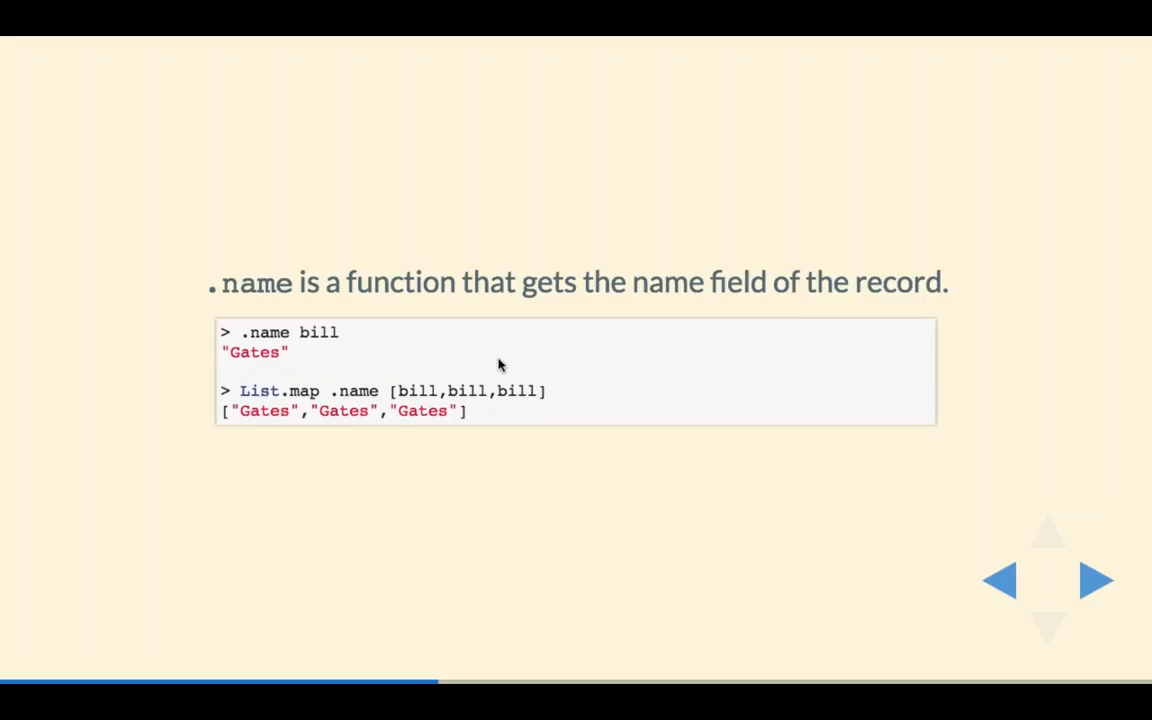 .name is a function that gets the name field of the record.
> .name bill
"Gates"
> List.map .name [bill,bill,bill]
["Gates","Gates","Gates"]